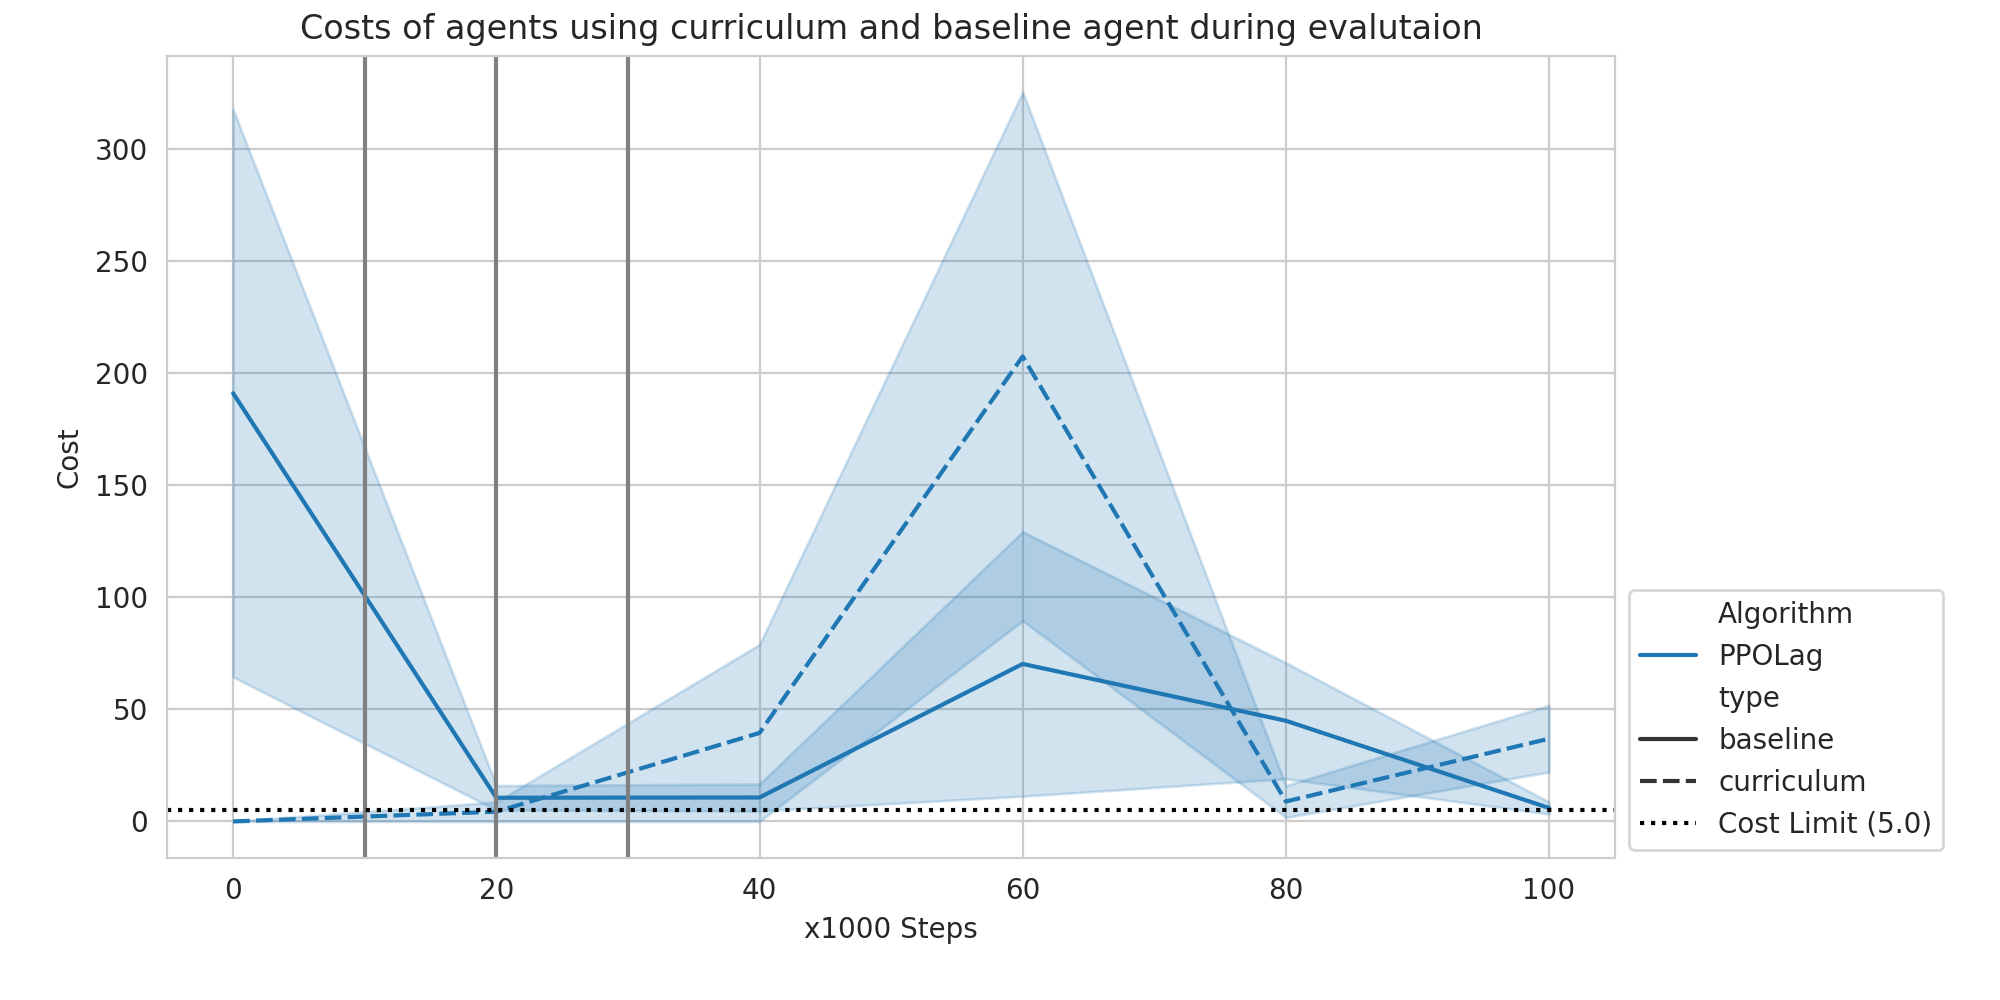 Costs of agents using curriculum and baseline agent during evalutaion
300
250
200
150
100
50
0
Cost
0 20 40 60 80 100
x1000 Steps
Algorithm
PPOLag
type
baseline
curriculum
Cost Limit (5.0)